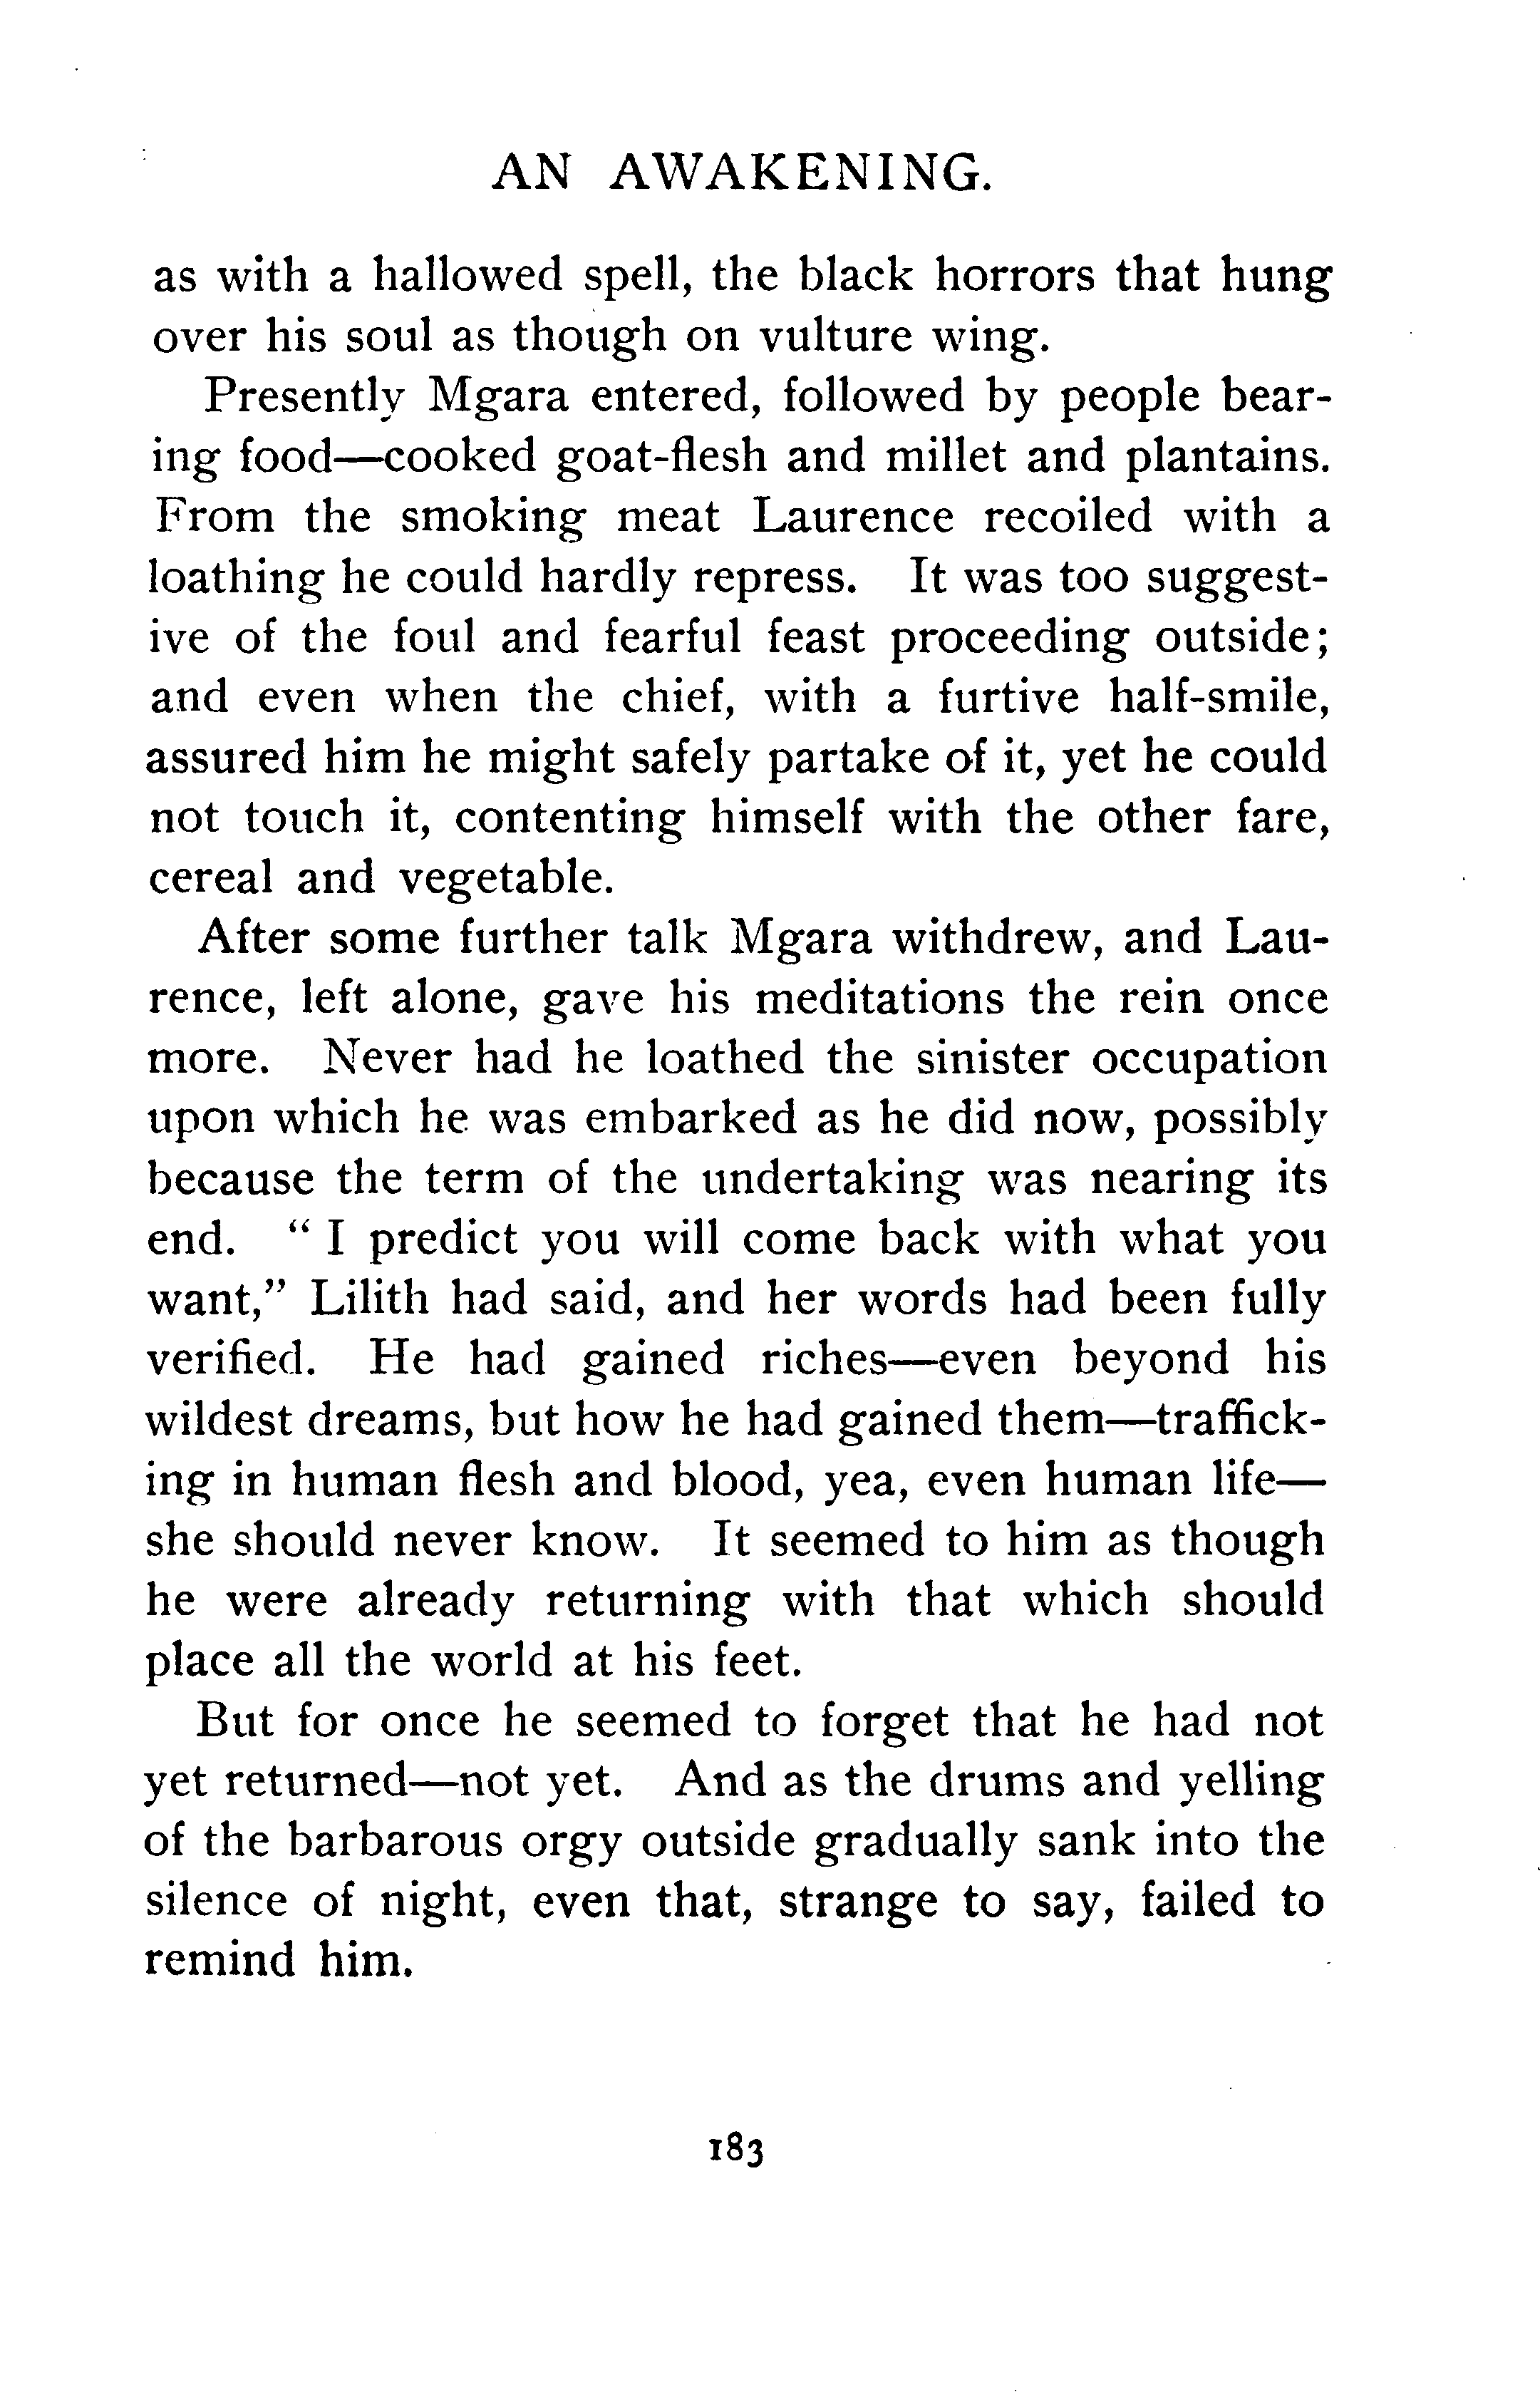 AN AWAKENING.
as with a hallowed spell, the black horrors that hung
over his soul as though on vulture wing.
Presently Mgara entered, followed by people bear-
ing food—cooked goat-flesh and millet and plantains.
From the smoking meat Laurence recoiled with a
loathing he could hardly repress. It was too suggest-
ive of the foul and fearful feast proceeding outside;
and even when the chief, with a furtive half-smile,
assured him he might safely partake of it, yet he could
not touch it, contenting himself with the other fare,
cereal and vegetable.
After some further talk Mgara withdrew, and Lau-
rence, left alone, gave his meditations the rein once
more. Never had he loathed the sinister occupation
upon which he was embarked as he did now, possibly
because the term of the undertaking was nearing its
end. “ I predict you will come back with what you
want,” Lilith had said, and her words had been fully
verified. He had gained riches—even beyond his
wildest dreams, but how he had gained them—traffick-
ing in human flesh and blood, yea, even human life—
she should never know. It seemed to him as though
he were already returning with that which should
place all the world at his feet.
But for once he seemed to forget that he had not
yet returned—not yet. And as the drums and yelling
of the barbarous orgy outside gradually sank into the
silence of night, even that, strange to say, failed to
remind him.
183